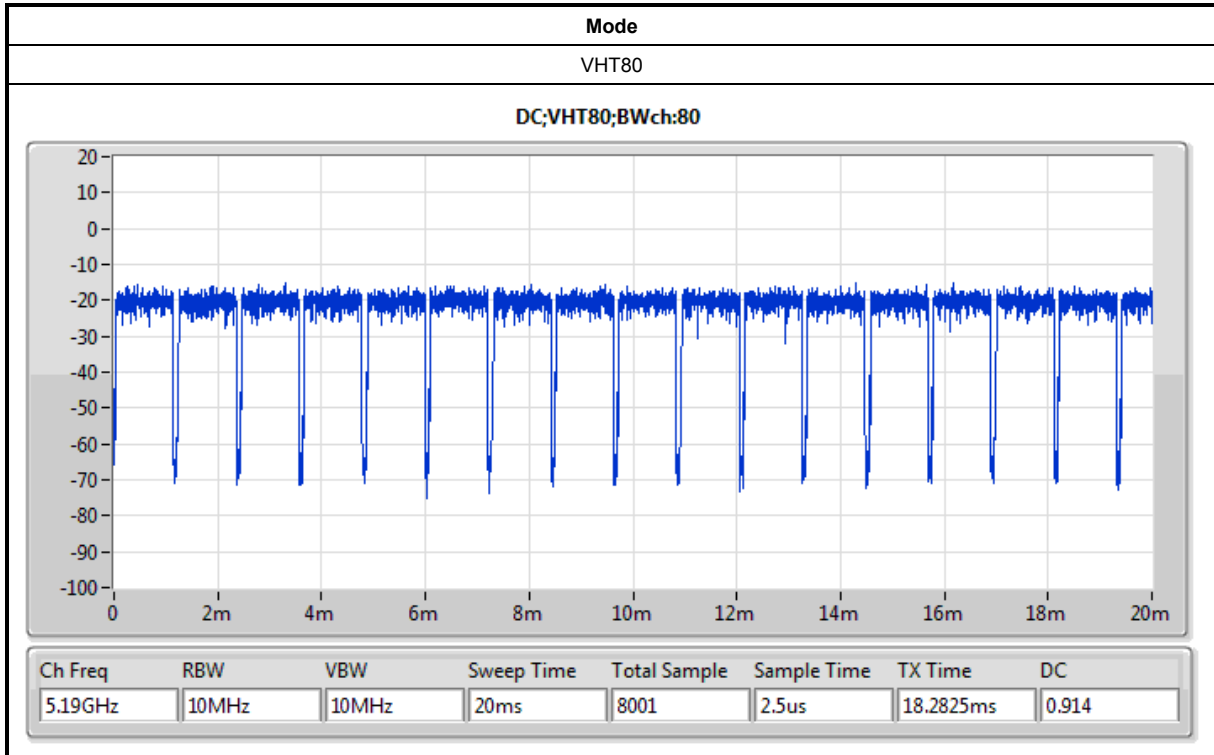 Mode
VHT80
DC;VHT80;BWch:80
20
10
0
-10
-20
-30
-40
-50
-60
-70
-80
-90
-100
0 2m 4m 6m 8m 10m 12m 14m 16m 18m 20m
Ch Freq RBW VBW Sweep Time Total Sample Sample Time TX Time DC
5.19GHz 10MHz 10MHz 20ms 8001 2.5us 18.2825ms 0.914